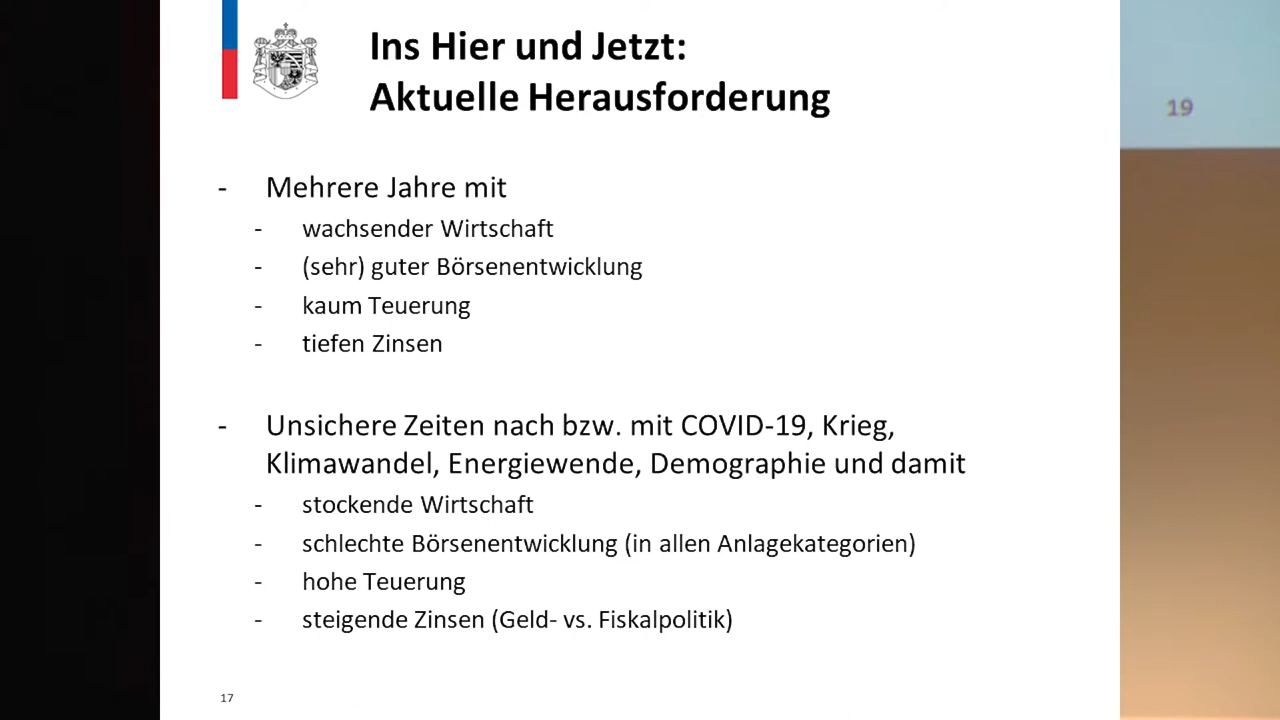 Ins Hier und Jetzt:
Aktuelle Herausforderung
19
- Mehrere Jahre mit
- wachsender Wirtschaft
- (sehr) guter Börsenentwicklung
- kaum Teuerung
- tiefen Zinsen
- Unsichere Zeiten nach bzw. mit COVID-19, Krieg,
Klimawandel, Energiewende, Demographie und damit
- stockende Wirtschaft
- schlechte Börsenentwicklung (in allen Anlagekategorien)
- hohe Teuerung
- steigende Zinsen (Geld- vs. Fiskalpolitik)
17